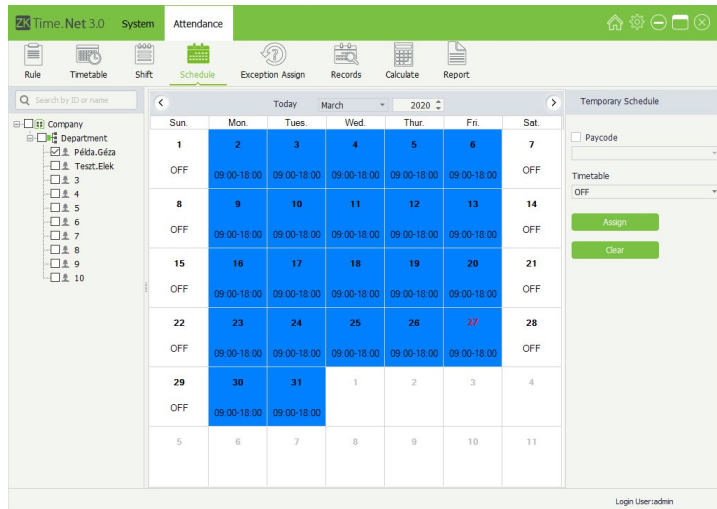 ZK Time.Net 3.0 System Attendance
Rule Timetable Shift Schedule Exception Assign Records Calculate Report
Search by ID or name
Company
Department
Példa.Géza
Teszt.Elek
3
4
5
6
7
8
9
10
Today March 2020
Sun. Mon. Tues. Wed. Thur. Fri. Sat.
1 2 3 4 5 6 7
OFF 09:00-18:00 09:00-18:00 09:00-18:00 09:00-18:00 09:00-18:00 OFF
8 9 10 11 12 13 14
OFF 09:00-18:00 09:00-18:00 09:00-18:00 09:00-18:00 09:00-18:00 OFF
15 16 17 18 19 20 21
OFF 09:00-18:00 09:00-18:00 09:00-18:00 09:00-18:00 09:00-18:00 OFF
22 23 24 25 26 27 28
OFF 09:00-18:00 09:00-18:00 09:00-18:00 09:00-18:00 09:00-18:00 OFF
29 30 31 1 2 3 4
OFF 09:00-18:00 09:00-18:00
5 6 7 8 9 10 11
Temporary Schedule
Paycode
Timetable
OFF
Assign
Clear
Login User:admin